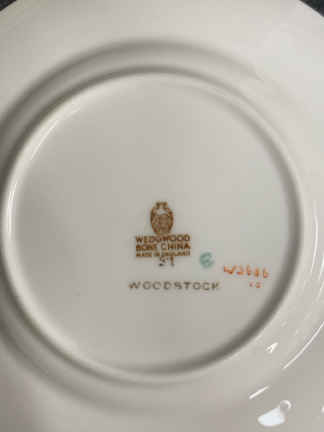 WEDGWOOD
BONE CHINA
MADE IN ENGLAND
WOODSTOCK